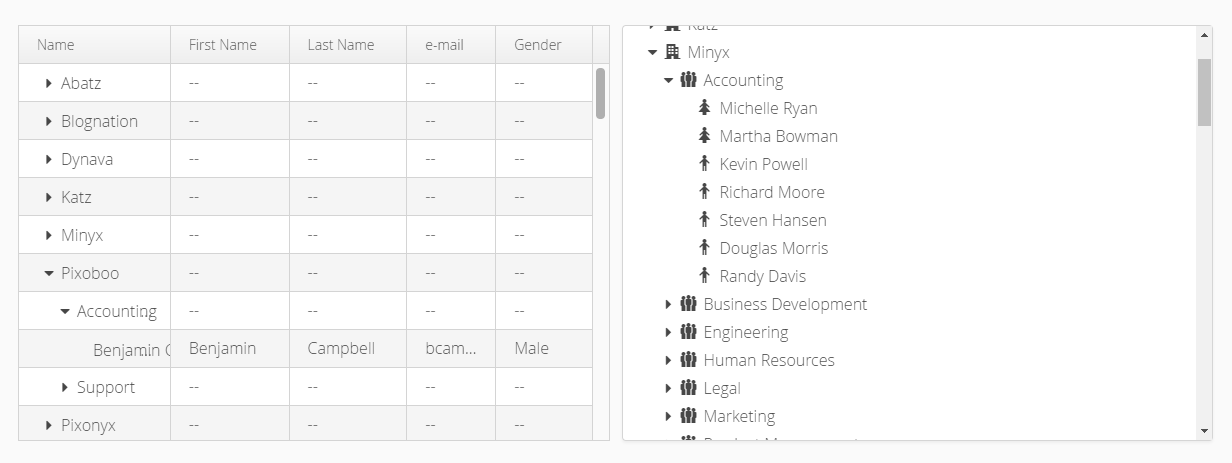 Name First Name Last Name e-mail Gender
Abatz -- -- -- --
Blognation -- -- -- --
Dynava -- -- -- --
Katz -- -- -- --
Minyx -- -- -- --
Pixoboo -- -- -- --
Accounting -- -- -- --
Benjamin C Benjamin Campbell bcam... Male
Support -- -- -- --
Pixonyx -- -- -- --
Katz
Minyx
Accounting
Michelle Ryan
Martha Bowman
Kevin Powell
Richard Moore
Steven Hansen
Douglas Morris
Randy Davis
Business Development
Engineering
Human Resources
Legal
Marketing